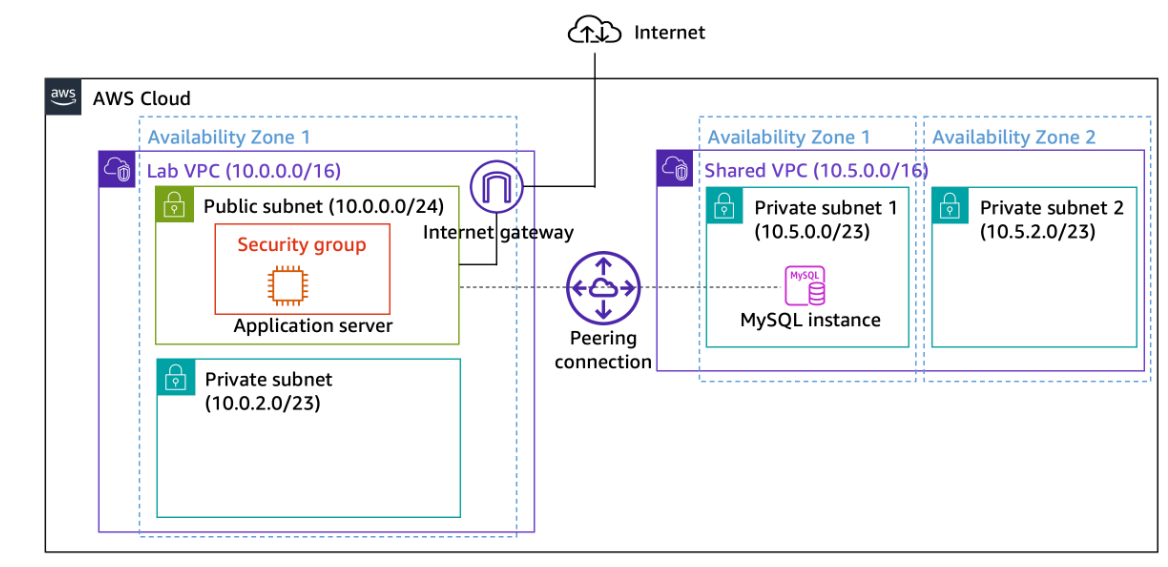 Internet
aws
AWS Cloud
Availability Zone 1
Lab VPC (10.0.0.0/16)
Public subnet (10.0.0.0/24)
Security group
Application server
Internet gateway
Private subnet
(10.0.2.0/23)
Peering
connection
Availability Zone 1
Availability Zone 2
Shared VPC (10.5.0.0/16)
Private subnet 1
(10.5.0.0/23)
MySQL
MySQL instance
Private subnet 2
(10.5.2.0/23)